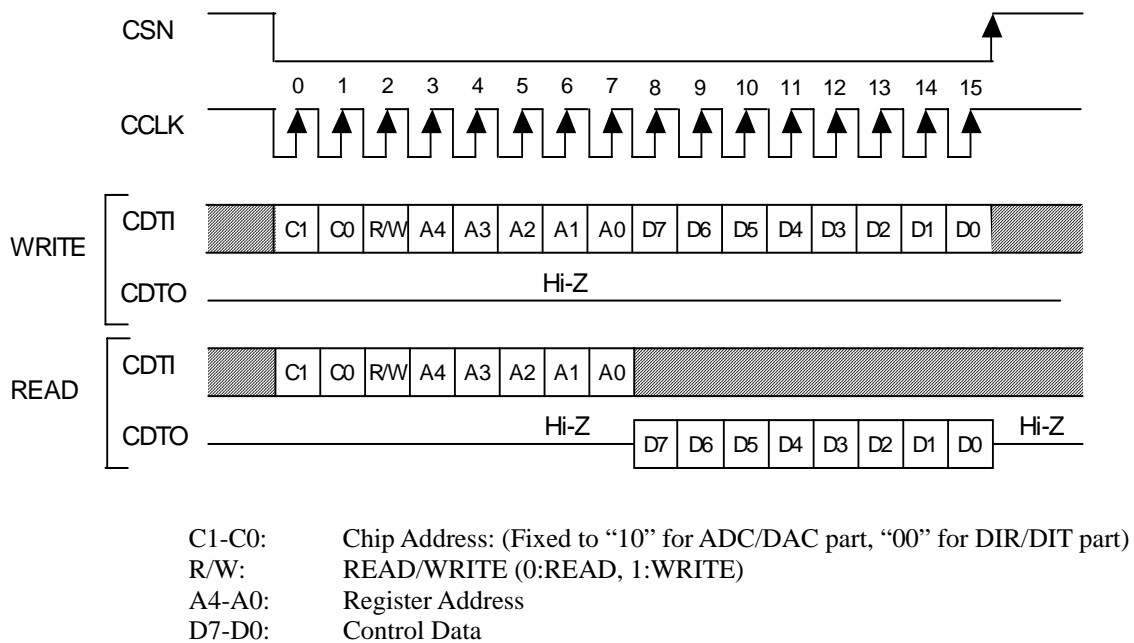 CSN
0 1 2 3 4 5 6 7 8 9 10 11 12 13 14 15
CCLK
WRITE
CDTI
C1 C0 R/W A4 A3 A2 A1 A0 D7 D6 D5 D4 D3 D2 D1 D0
Hi-Z
CDTO
READ
CDTI
C1 C0 R/W A4 A3 A2 A1 A0
CDTO
Hi-Z
D7 D6 D5 D4 D3 D2 D1 D0
Hi-Z
C1-C0: Chip Address: (Fixed to “10” for ADC/DAC part, “00” for DIR/DIT part)
R/W: READ/WRITE (0:READ, 1:WRITE)
A4-A0: Register Address
D7-D0: Control Data